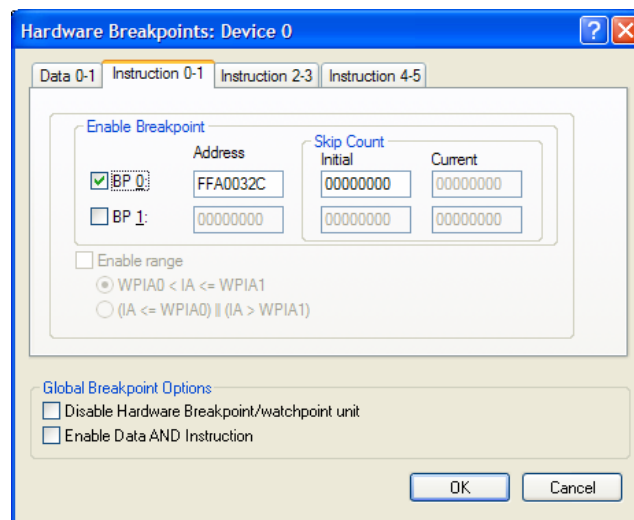 Hardware Breakpoints: Device 0
Data 0-1 Instruction 0-1 Instruction 2-3 Instruction 4-5
Enable Breakpoint
Skip Count
Address Initial Current
BP 0: FFA0032C 00000000 00000000
BP 1: 00000000 00000000 00000000
Enable range
WPIA0 < IA <= WPIA1
(IA <= WPIA0) || (IA > WPIA1)
Global Breakpoint Options
Disable Hardware Breakpoint/watchpoint unit
Enable Data AND Instruction
OK Cancel